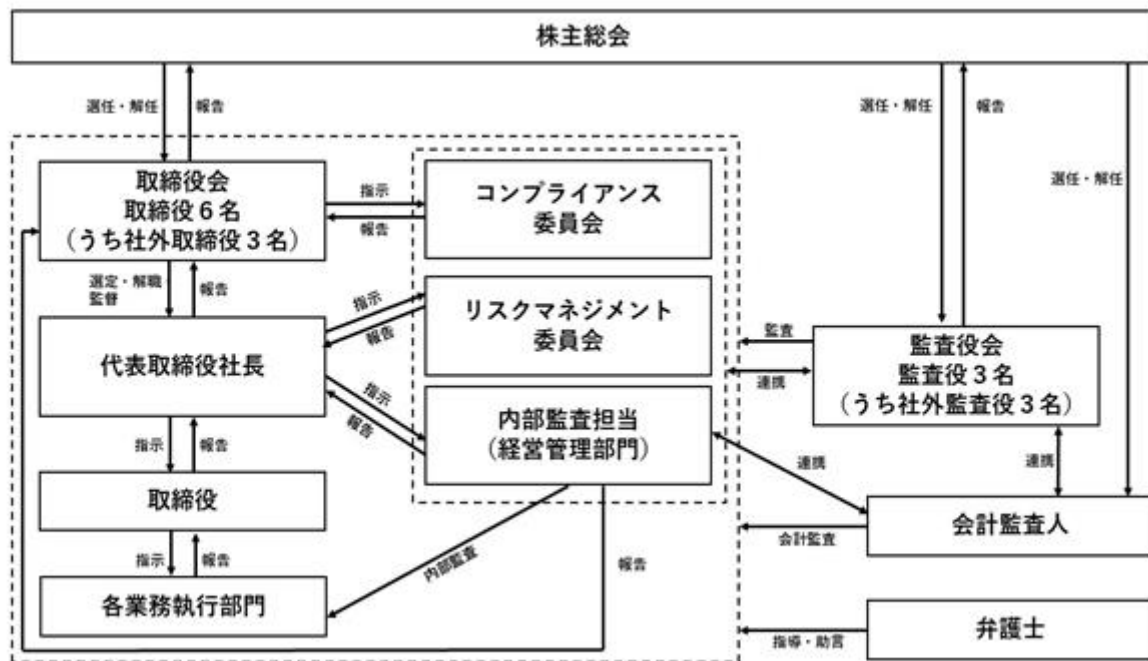 株主総会
選任・解任
報告
選任・解任
報告
選任・解任
取締役会
取締役6名
(うち社外取締役3名)
指示
報告
コンプライアンス
委員会
選定・解職
監督
報告
指示
報告
リスクマネジメント
委員会
代表取締役社長
監査
連携
監査役会
監査役3名
(うち社外監査役3名)
指示
報告
内部監査担当
(経営管理部門)
指示
報告
連携
連携
取締役
会計監査人
会計監査
指示
報告
内部監査
報告
各業務執行部門
弁護士
指導・助言